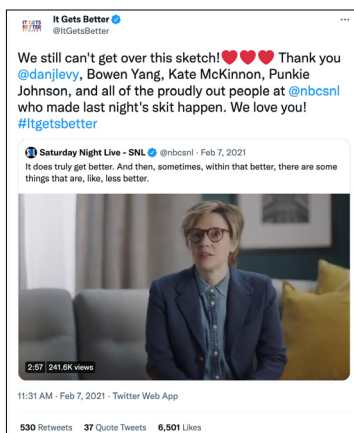 IT GETS
BETTER
It Gets Better
@ItGetsBetter
We still can't get over this sketch!❤️❤️❤️ Thank you
@danjlevy, Bowen Yang, Kate McKinnon, Punkie
Johnson, and all of the proudly out people at @nbcsnl
who made last night's skit happen. We love you!
#Itgetsbetter
Saturday Night Live - SNL @nbcsnl · Feb 7, 2021
It does truly get better. And then, sometimes, within that better, there are some
things that are, like, less better.
2:57 241.6K views
11:31 AM · Feb 7, 2021 · Twitter Web App
530 Retweets 37 Quote Tweets 6,501 Likes